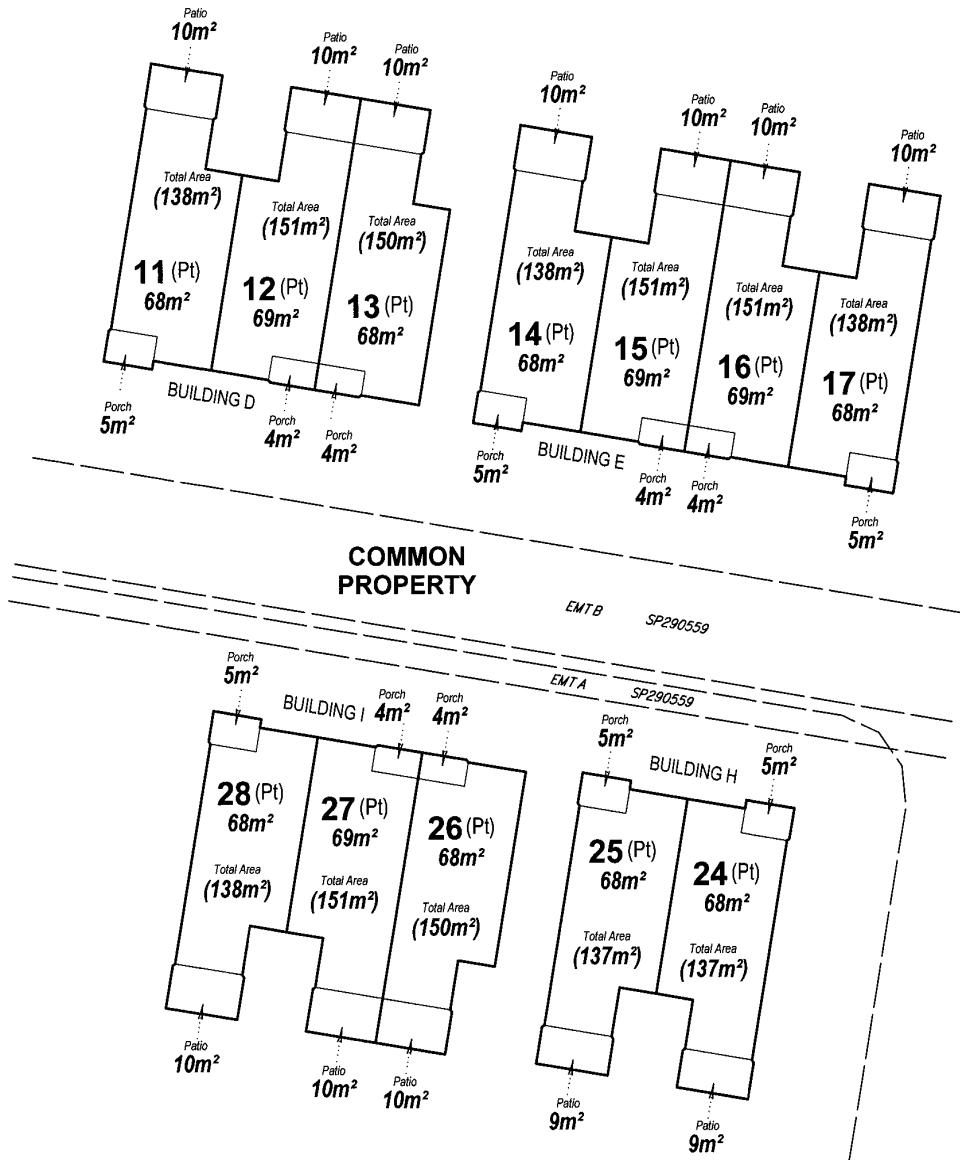 Patio
10m²
Patio
10m²
Patio
10m²
Total Area
(138m²)
11 (Pt)
68m²
Total Area
(151m²)
12 (Pt)
69m²
Total Area
(150m²)
13 (Pt)
68m²
BUILDING D
Porch
5m²
Porch
4m²
Porch
4m²
Patio
10m²
Patio
10m²
Patio
10m²
Patio
10m²
Total Area
(138m²)
14 (Pt)
68m²
Total Area
(151m²)
15 (Pt)
69m²
Total Area
(151m²)
16 (Pt)
69m²
Total Area
(138m²)
17 (Pt)
68m²
BUILDING E
Porch
5m²
Porch
4m²
Porch
4m²
Porch
5m²
COMMON
PROPERTY
EMT B SP290559
EMT A SP290559
Porch
5m²
BUILDING I
Porch
4m²
Porch
4m²
28 (Pt)
68m²
Total Area
(138m²)
27 (Pt)
69m²
Total Area
(151m²)
26 (Pt)
68m²
Total Area
(150m²)
Patio
10m²
Patio
10m²
Patio
10m²
Porch
5m²
BUILDING H
Porch
5m²
25 (Pt)
68m²
Total Area
(137m²)
24 (Pt)
68m²
Total Area
(137m²)
Patio
9m²
Patio
9m²